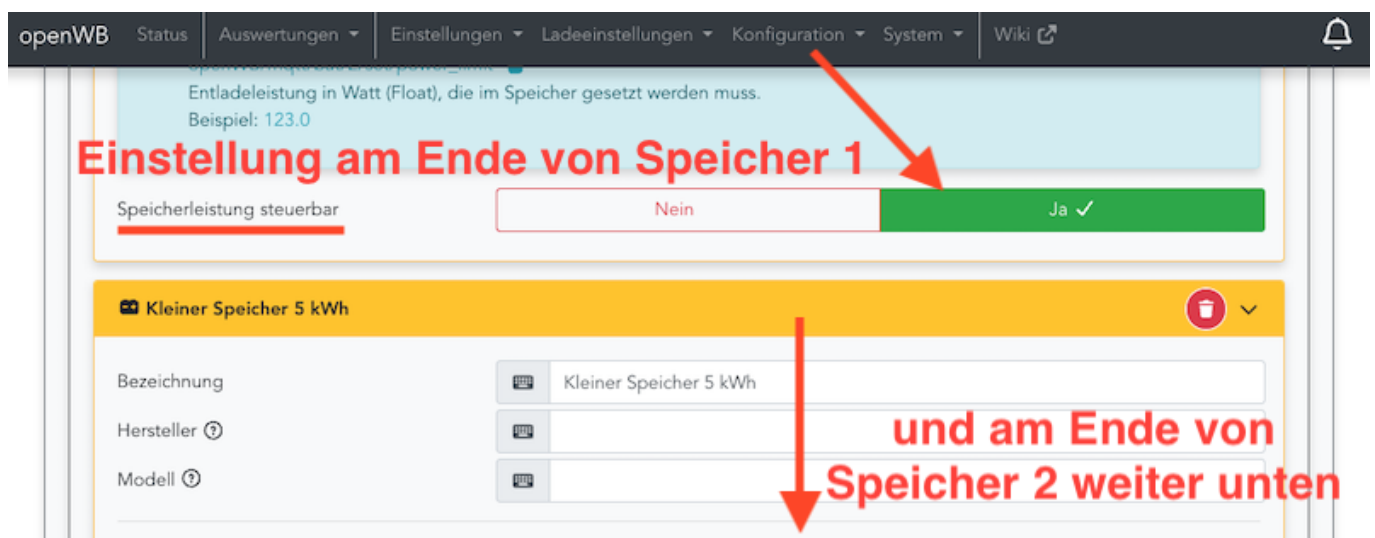 openWB Status Auswertungen Einstellungen Ladeeinstellungen Konfiguration System Wiki
Entladeleistung in Watt (Float), die im Speicher gesetzt werden muss.
Beispiel: 123.0
Einstellung am Ende von Speicher 1
Speicherleistung steuerbar Nein Ja ✓
Kleiner Speicher 5 kWh
Bezeichnung Kleiner Speicher 5 kWh
Hersteller
und am Ende von
Modell
Speicher 2 weiter unten